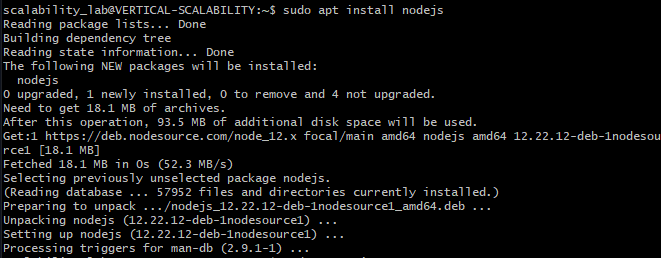 scalability_lab@VERTICAL-SCALABILITY:~$ sudo apt install nodejs
Reading package lists... Done
Building dependency tree
Reading state information... Done
The following NEW packages will be installed:
  nodejs
0 upgraded, 1 newly installed, 0 to remove and 4 not upgraded.
Need to get 18.1 MB of archives.
After this operation, 93.5 MB of additional disk space will be used.
Get:1 https://deb.nodesource.com/node_12.x focal/main amd64 nodejs amd64 12.22.12-deb-1nodesou
rce1 [18.1 MB]
Fetched 18.1 MB in 0s (52.3 MB/s)
Selecting previously unselected package nodejs.
(Reading database ... 57952 files and directories currently installed.)
Preparing to unpack .../nodejs_12.22.12-deb-1nodesource1_amd64.deb ...
Unpacking nodejs (12.22.12-deb-1nodesource1) ...
Setting up nodejs (12.22.12-deb-1nodesource1) ...
Processing triggers for man-db (2.9.1-1) ...